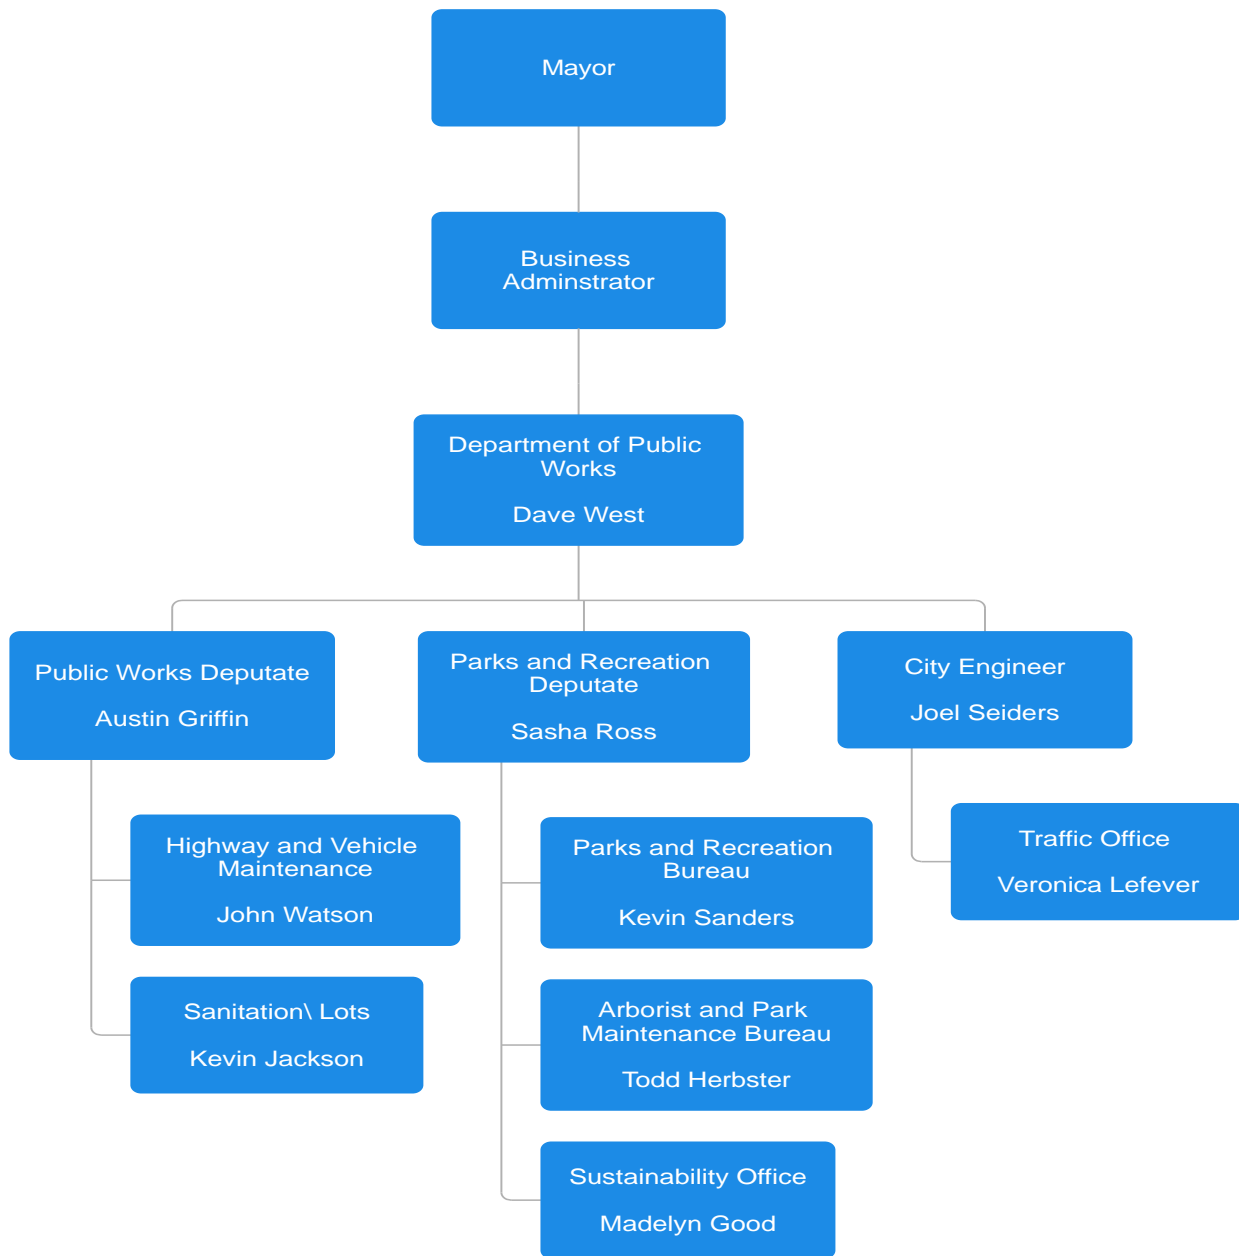 Mayor
Business
Adminstrator
Department of Public
Works
Dave West
Public Works Deputate
Austin Griffin
Parks and Recreation
Deputate
Sasha Ross
City Engineer
Joel Seiders
Highway and Vehicle
Maintenance
John Watson
Sanitation\ Lots
Kevin Jackson
Parks and Recreation
Bureau
Kevin Sanders
Arborist and Park
Maintenance Bureau
Todd Herbster
Sustainability Office
Madelyn Good
Traffic Office
Veronica Lefever